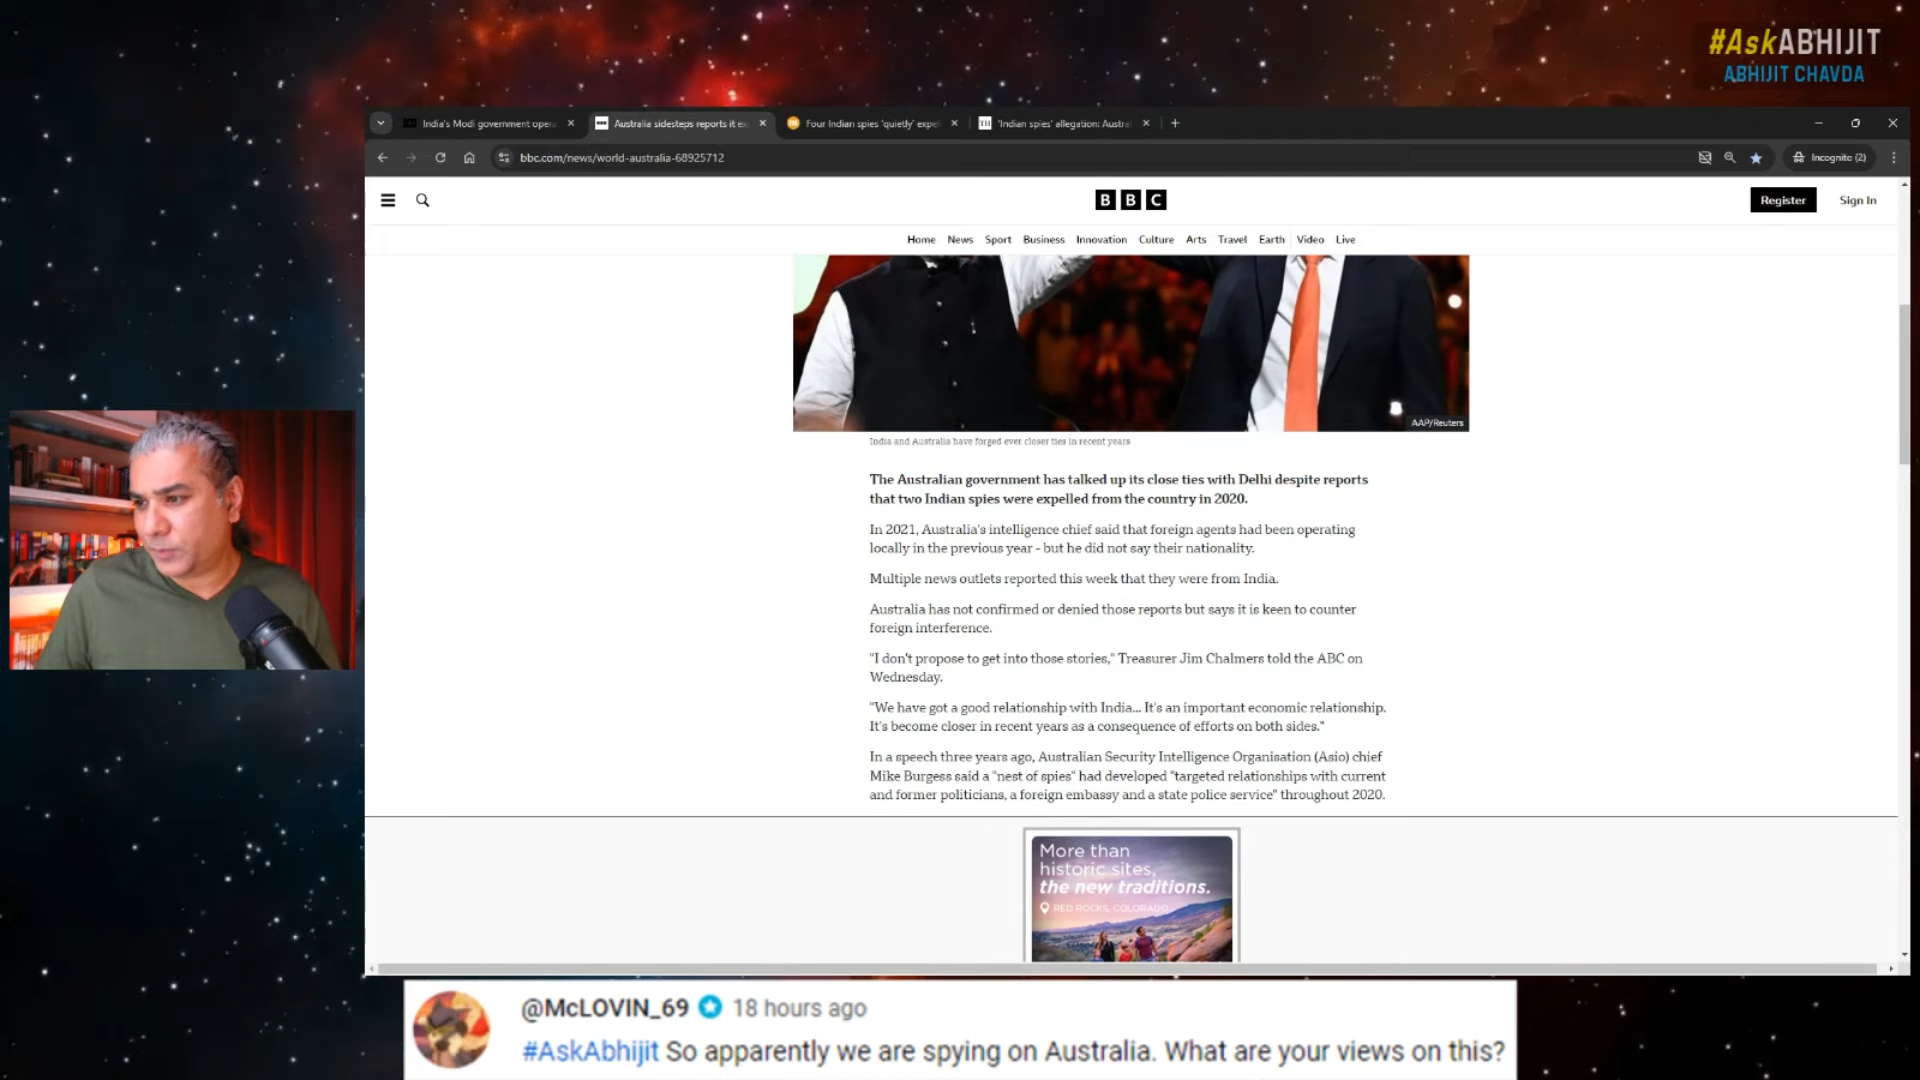 #AskABHIJIT
ABHIJIT CHAVDA
India's Modi government opera
Australia sidesteps reports it ex
Four Indian spies 'quietly' expel
'Indian spies' allegation: Austra
bbc.com/news/world-australia-68925712
Incognito (2)
BBC
Register
Sign In
Home News Sport Business Innovation Culture Arts Travel Earth Video Live
AAP/Reuters
India and Australia have forged ever closer ties in recent years
The Australian government has talked up its close ties with Delhi despite reports
that two Indian spies were expelled from the country in 2020.
In 2021, Australia's intelligence chief said that foreign agents had been operating
locally in the previous year - but he did not say their nationality.
Multiple news outlets reported this week that they were from India.
Australia has not confirmed or denied those reports but says it is keen to counter
foreign interference.
"I don't propose to get into those stories," Treasurer Jim Chalmers told the ABC on
Wednesday.
"We have got a good relationship with India... It's an important economic relationship.
It's become closer in recent years as a consequence of efforts on both sides."
In a speech three years ago, Australian Security Intelligence Organisation (Asio) chief
Mike Burgess said a "nest of spies" had developed "targeted relationships with current
and former politicians, a foreign embassy and a state police service" throughout 2020.
More than
historic sites,
the new traditions.
RED ROCKS, COLORADO
@McLOVIN_69 18 hours ago
#AskAbhijit So apparently we are spying on Australia. What are your views on this?